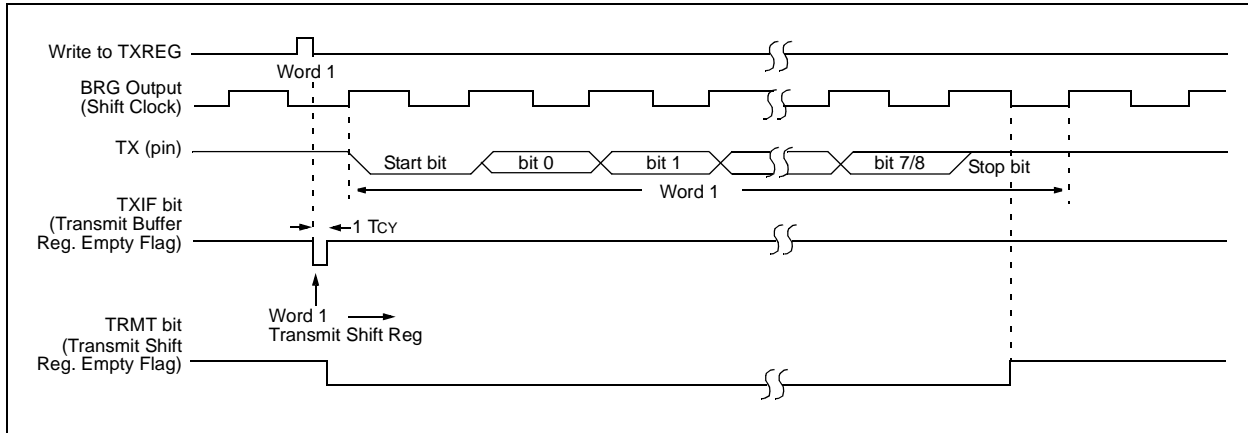 Write to TXREG
Word 1
BRG Output
(Shift Clock)
TX (pin)
Start bit
bit 0
bit 1
bit 7/8
Stop bit
Word 1
TXIF bit
(Transmit Buffer
Reg. Empty Flag)
1 TCY
Word 1
Transmit Shift Reg
TRMT bit
(Transmit Shift
Reg. Empty Flag)